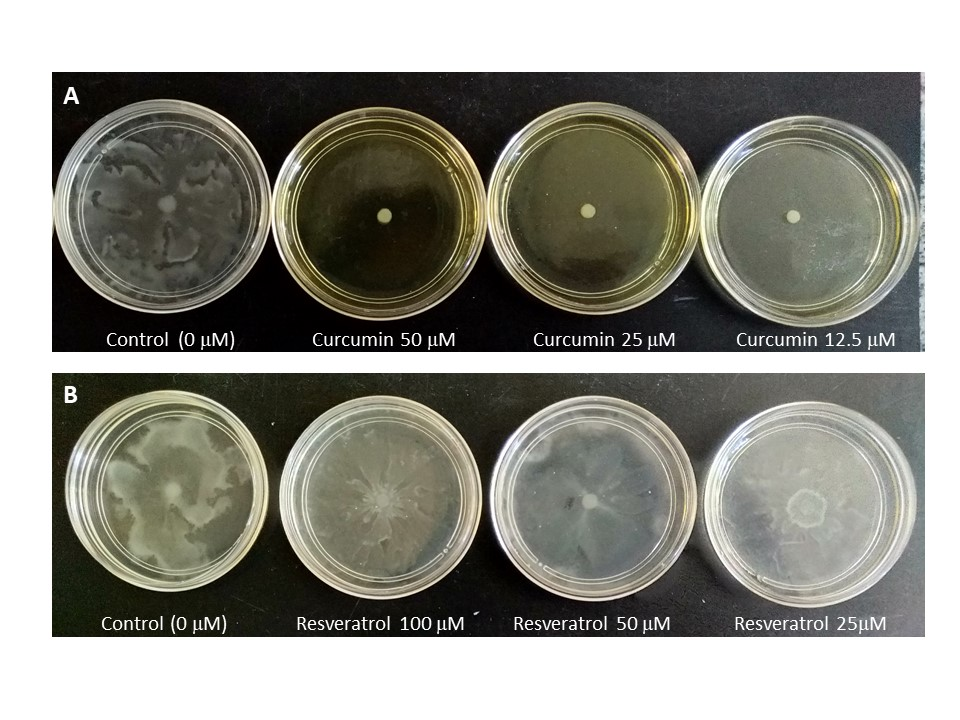 A
Control (0 μM)
Curcumin 50 μM
Curcumin 25 μM
Curcumin 12.5 μM
B
Control (0 μM)
Resveratrol 100 μM
Resveratrol 50 μM
Resveratrol 25μM